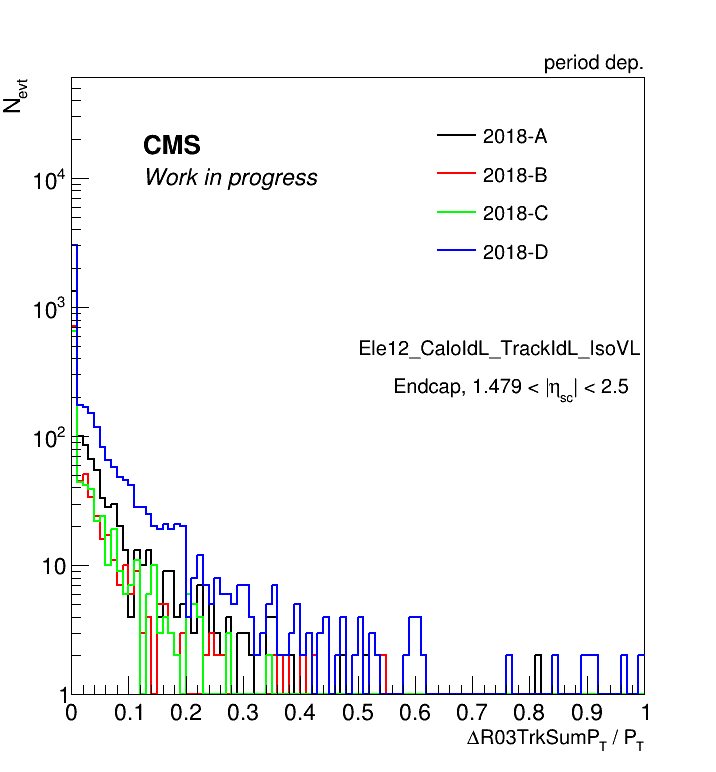 period dep.
N_evt
CMS
Work in progress
2018-A
2018-B
2018-C
2018-D
Ele12_CaloIdL_TrackIdL_IsoVL
Endcap, 1.479 < |η_sc| < 2.5
10^4
10^3
10^2
10
1
0 0.1 0.2 0.3 0.4 0.5 0.6 0.7 0.8 0.9 1
ΔR03TrkSumP_T / P_T